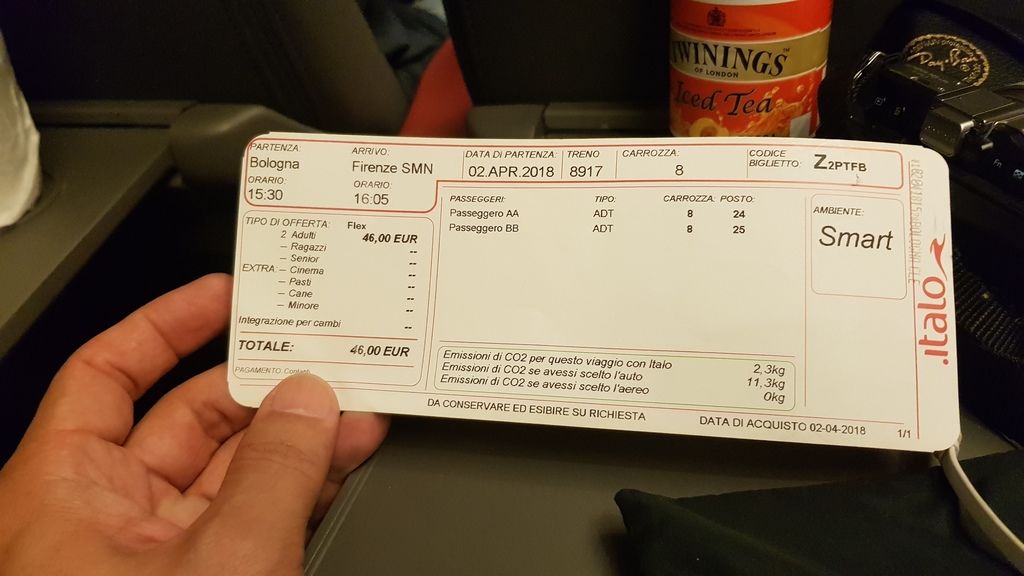 TWININGS™
OF LONDON
Iced Tea
PARTENZA: ARRIVO: DATA DI PARTENZA: TRENO CARROZZA: CODICE BIGLIETTO: Z2PTFB
Bologna Firenze SMN 02.APR.2018 8917 8
ORARIO: ORARIO:
15:30 16:05
TIPO DI OFFERTA: Flex
2 Adulti 46,00 EUR
– Ragazzi --
– Senior --
EXTRA: – Cinema --
– Pasti --
– Cane --
– Minore --
Integrazione per cambi --
TOTALE: 46,00 EUR
PAGAMENTO: Contanti
PASSEGGERI: TIPO: CARROZZA: POSTO:
Passeggero AA ADT 8 24
Passeggero BB ADT 8 25
AMBIENTE:
Smart
Emissioni di CO2 per questo viaggio con Italo 2,3kg
Emissioni di CO2 se avessi scelto l'auto 11,3kg
Emissioni di CO2 se avessi scelto l'aereo 0kg
DA CONSERVARE ED ESIBIRE SU RICHIESTA
DATA DI ACQUISTO 02-04-2018 1/1
.italo
Fn